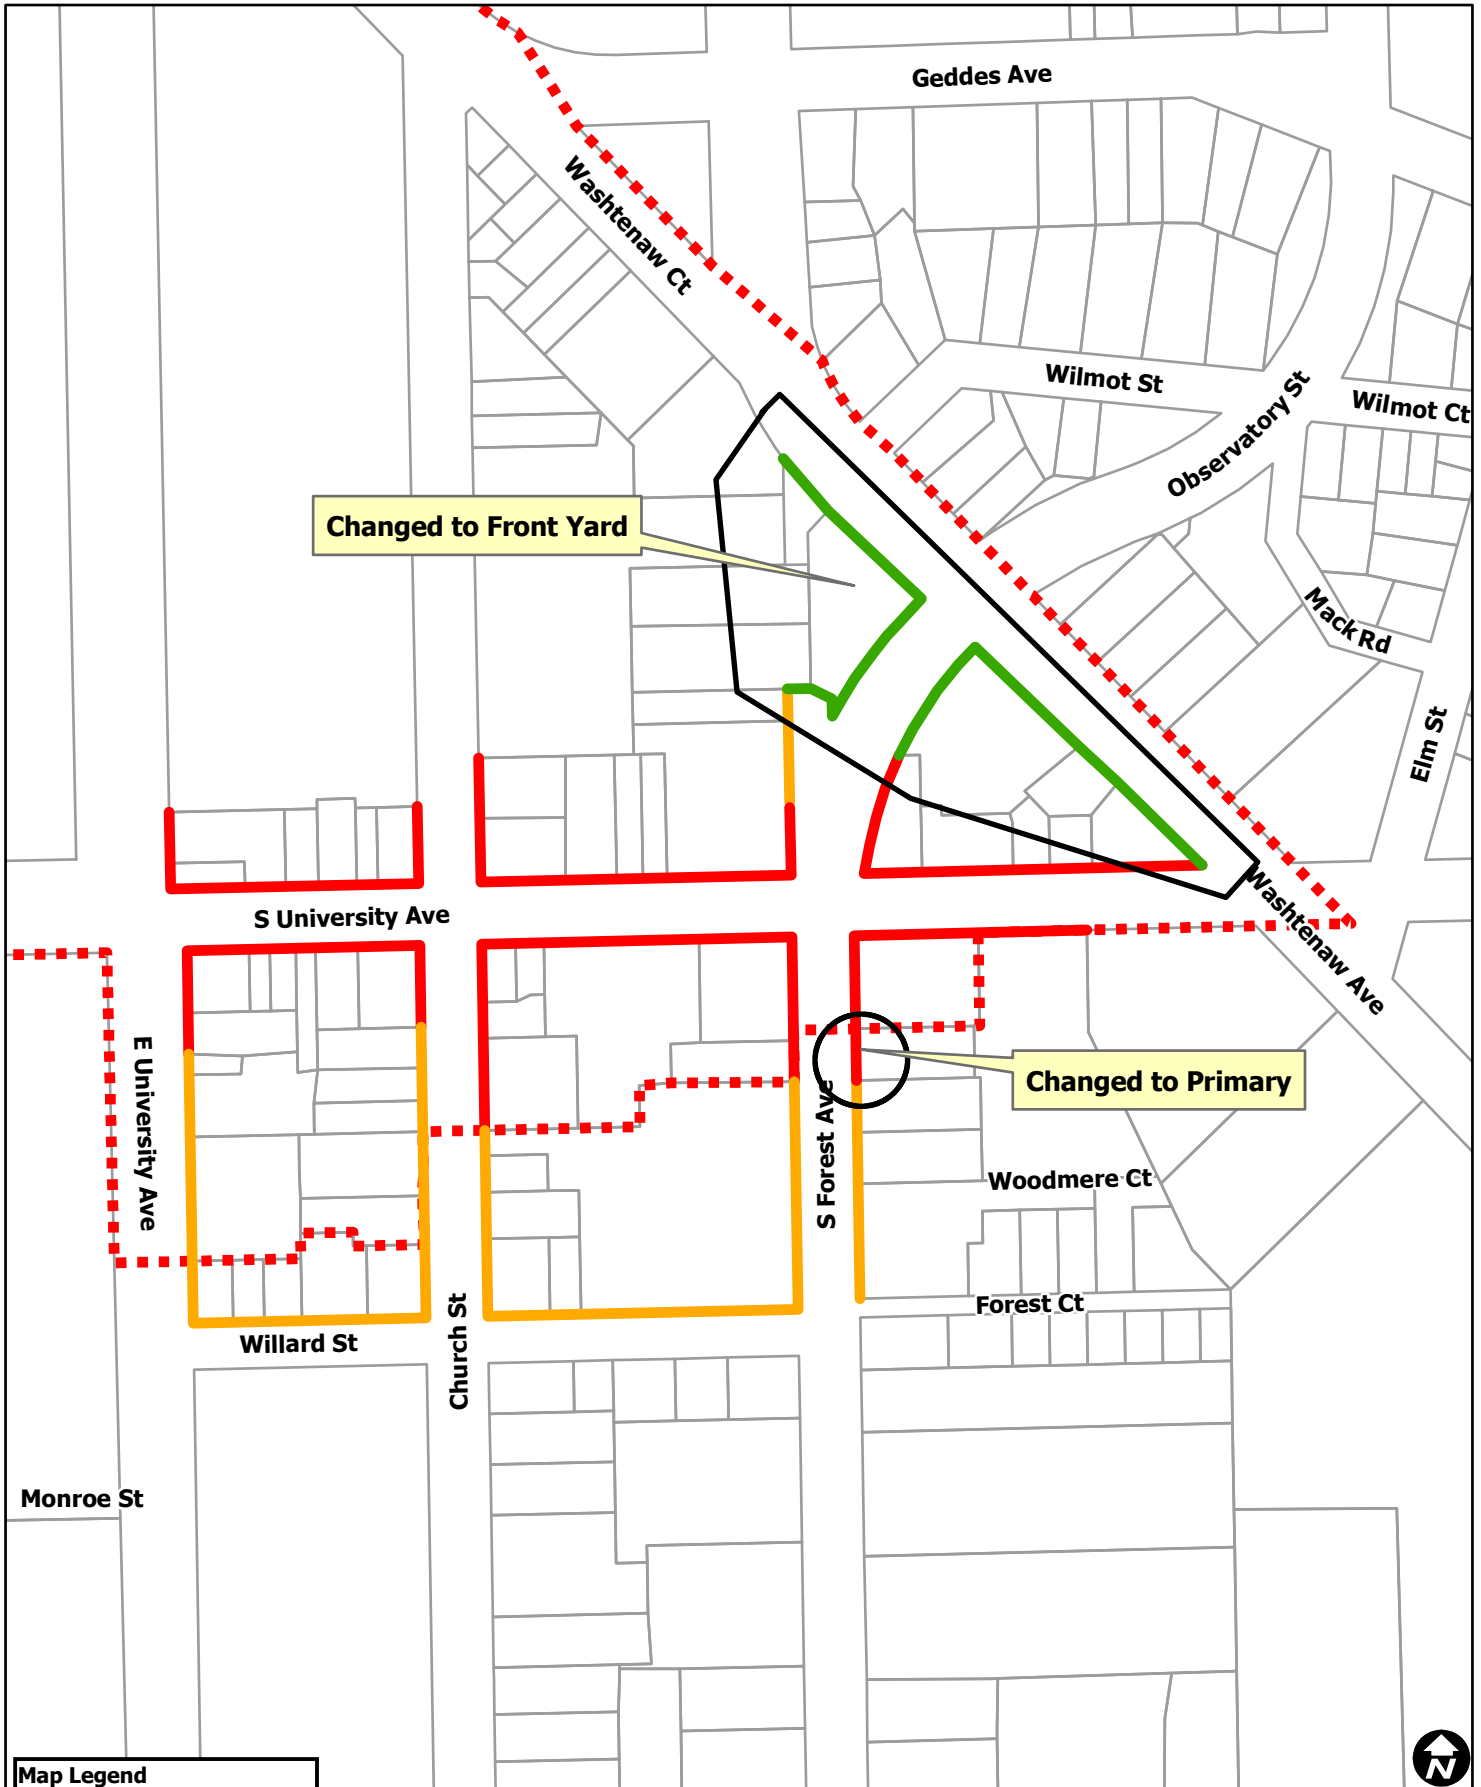 Geddes Ave
Washtenaw Ct
Wilmot St
Wilmot Ct
Observatory St
Changed to Front Yard
Mack Rd
Elm St
S University Ave
Washtenaw Ave
E University Ave
Changed to Primary
S Forest Ave
Woodmere Ct
Forest Ct
Willard St
Church St
Monroe St
N
Map Legend